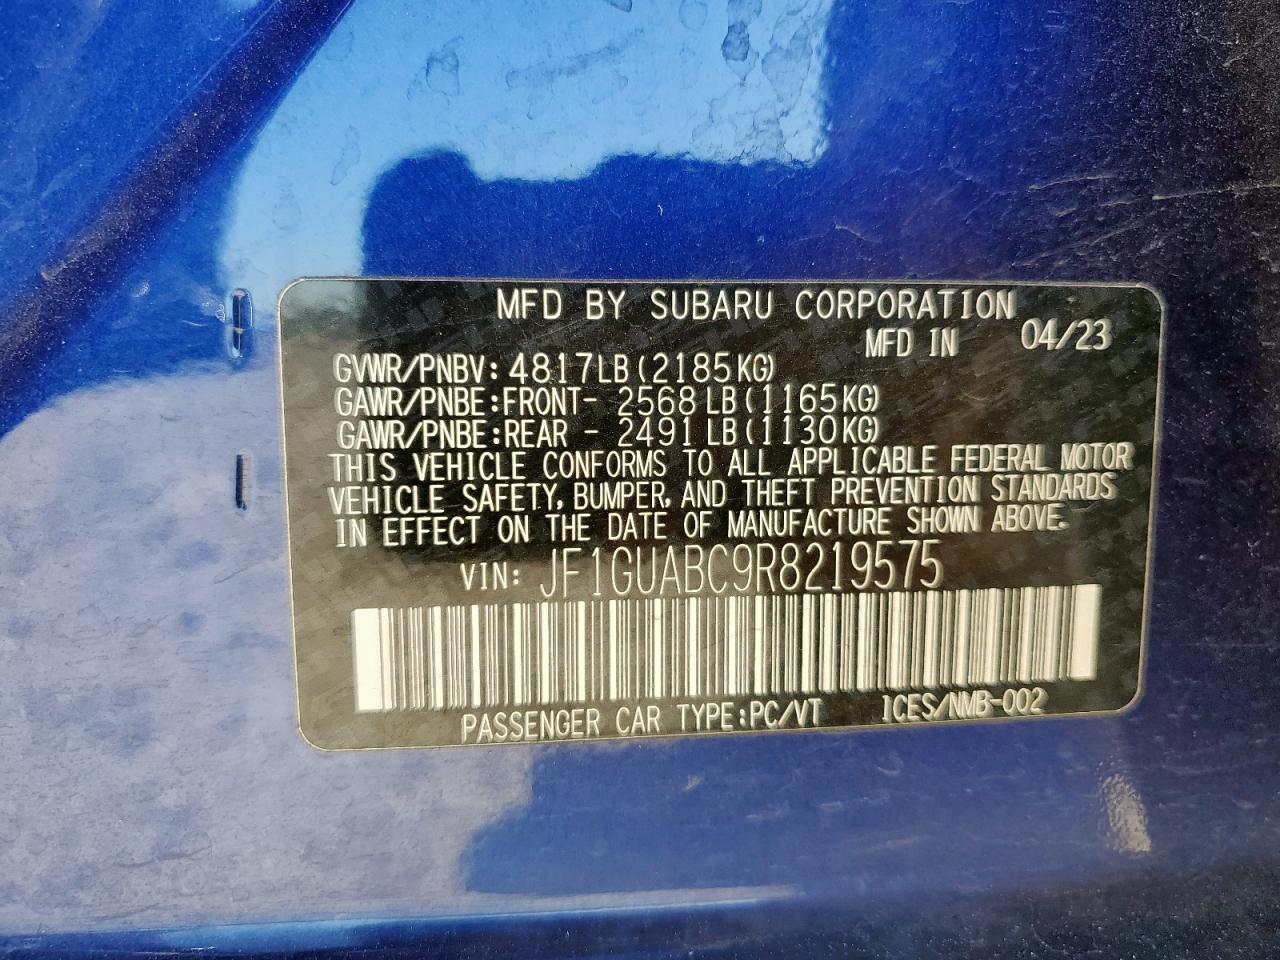 MFD BY SUBARU CORPORATION
MFD IN 04/23
GVWR/PNBV: 4817LB(2185KG)
GAWR/PNBE:FRONT- 2568 LB(1165KG)
GAWR/PNBE:REAR - 2491 LB(1130KG)
THIS VEHICLE CONFORMS TO ALL APPLICABLE FEDERAL MOTOR
VEHICLE SAFETY, BUMPER, AND THEFT PREVENTION STANDARDS
IN EFFECT ON THE DATE OF MANUFACTURE SHOWN ABOVE.
VIN: JF1GUABC9R8219575
PASSENGER CAR TYPE:PC/VT ICES/NMB-002